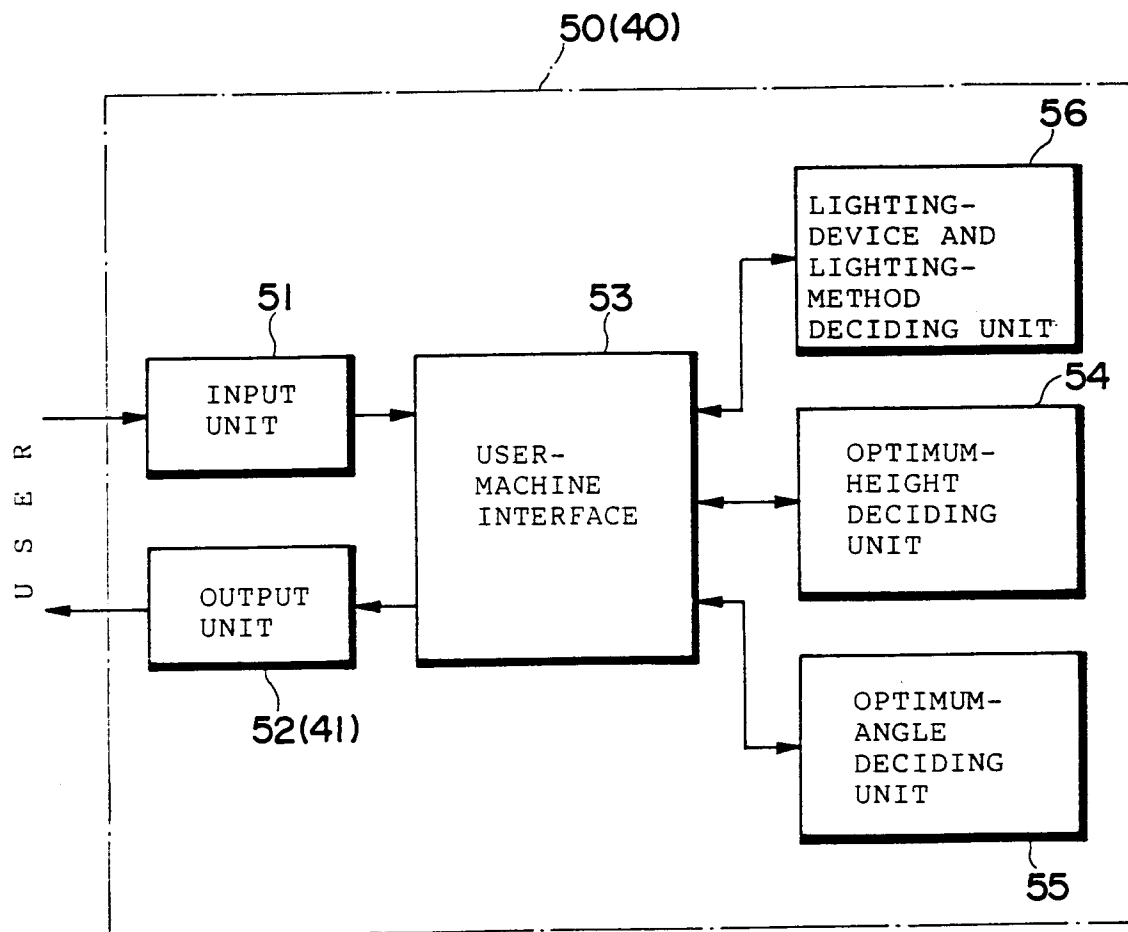 50(40)
56
LIGHTING-
DEVICE AND
LIGHTING-
METHOD
DECIDING UNIT
51
INPUT
UNIT
53
USER-
MACHINE
INTERFACE
54
OPTIMUM-
HEIGHT
DECIDING
UNIT
USER
OUTPUT
UNIT
52(41)
OPTIMUM-
ANGLE
DECIDING
UNIT
55